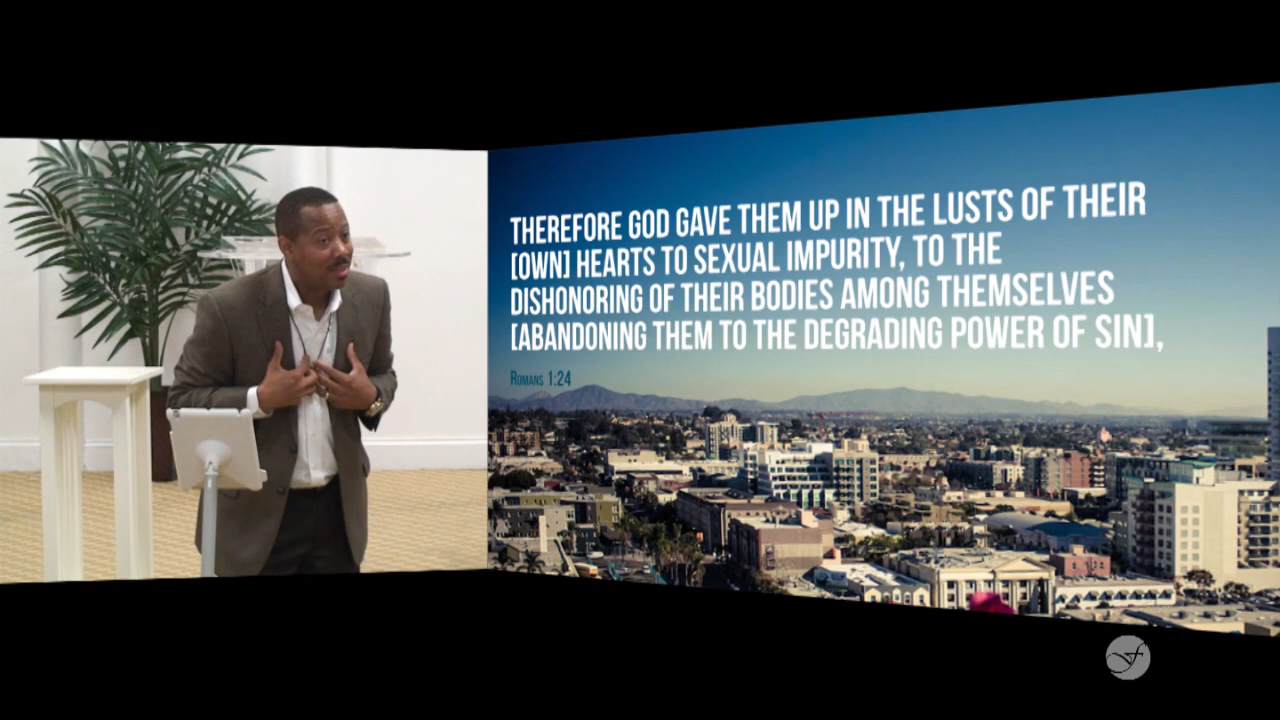 THEREFORE GOD GAVE THEM UP IN THE LUSTS OF THEIR
[OWN] HEARTS TO SEXUAL IMPURITY, TO THE
DISHONORING OF THEIR BODIES AMONG THEMSELVES
[ABANDONING THEM TO THE DEGRADING POWER OF SIN],
ROMANS 1:24